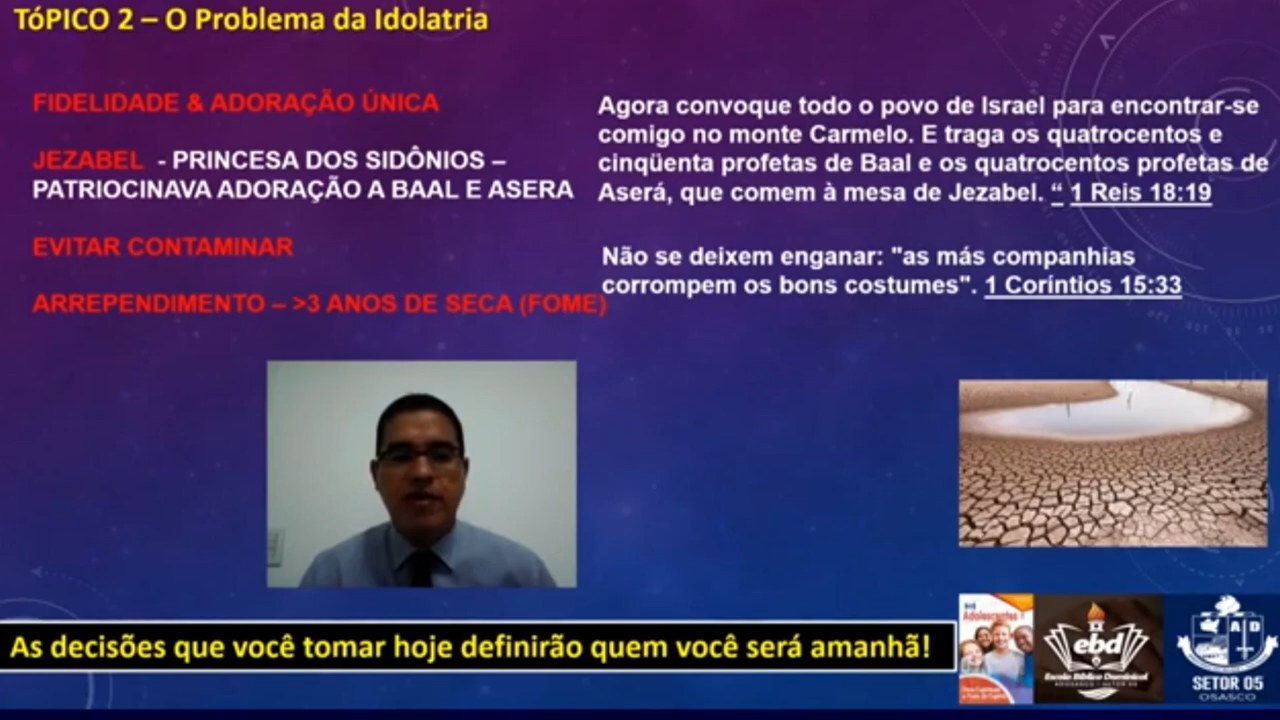 TóPICO 2 – O Problema da Idolatria
FIDELIDADE & ADORAÇÃO ÚNICA
JEZABEL - PRINCESA DOS SIDÔNIOS –
PATRIOCINAVA ADORAÇÃO A BAAL E ASERA
EVITAR CONTAMINAR
ARREPENDIMENTO – >3 ANOS DE SECA (FOME)
Agora convoque todo o povo de Israel para encontrar-se
comigo no monte Carmelo. E traga os quatrocentos e
cinqüenta profetas de Baal e os quatrocentos profetas de
Aserá, que comem à mesa de Jezabel. “ 1 Reis 18:19
Não se deixem enganar: "as más companhias
corrompem os bons costumes". 1 Coríntios 15:33
As decisões que você tomar hoje definirão quem você será amanhã!
Adolescentes
ebd
Escola Bíblica Dominical
A D
SETOR 05
OSASCO